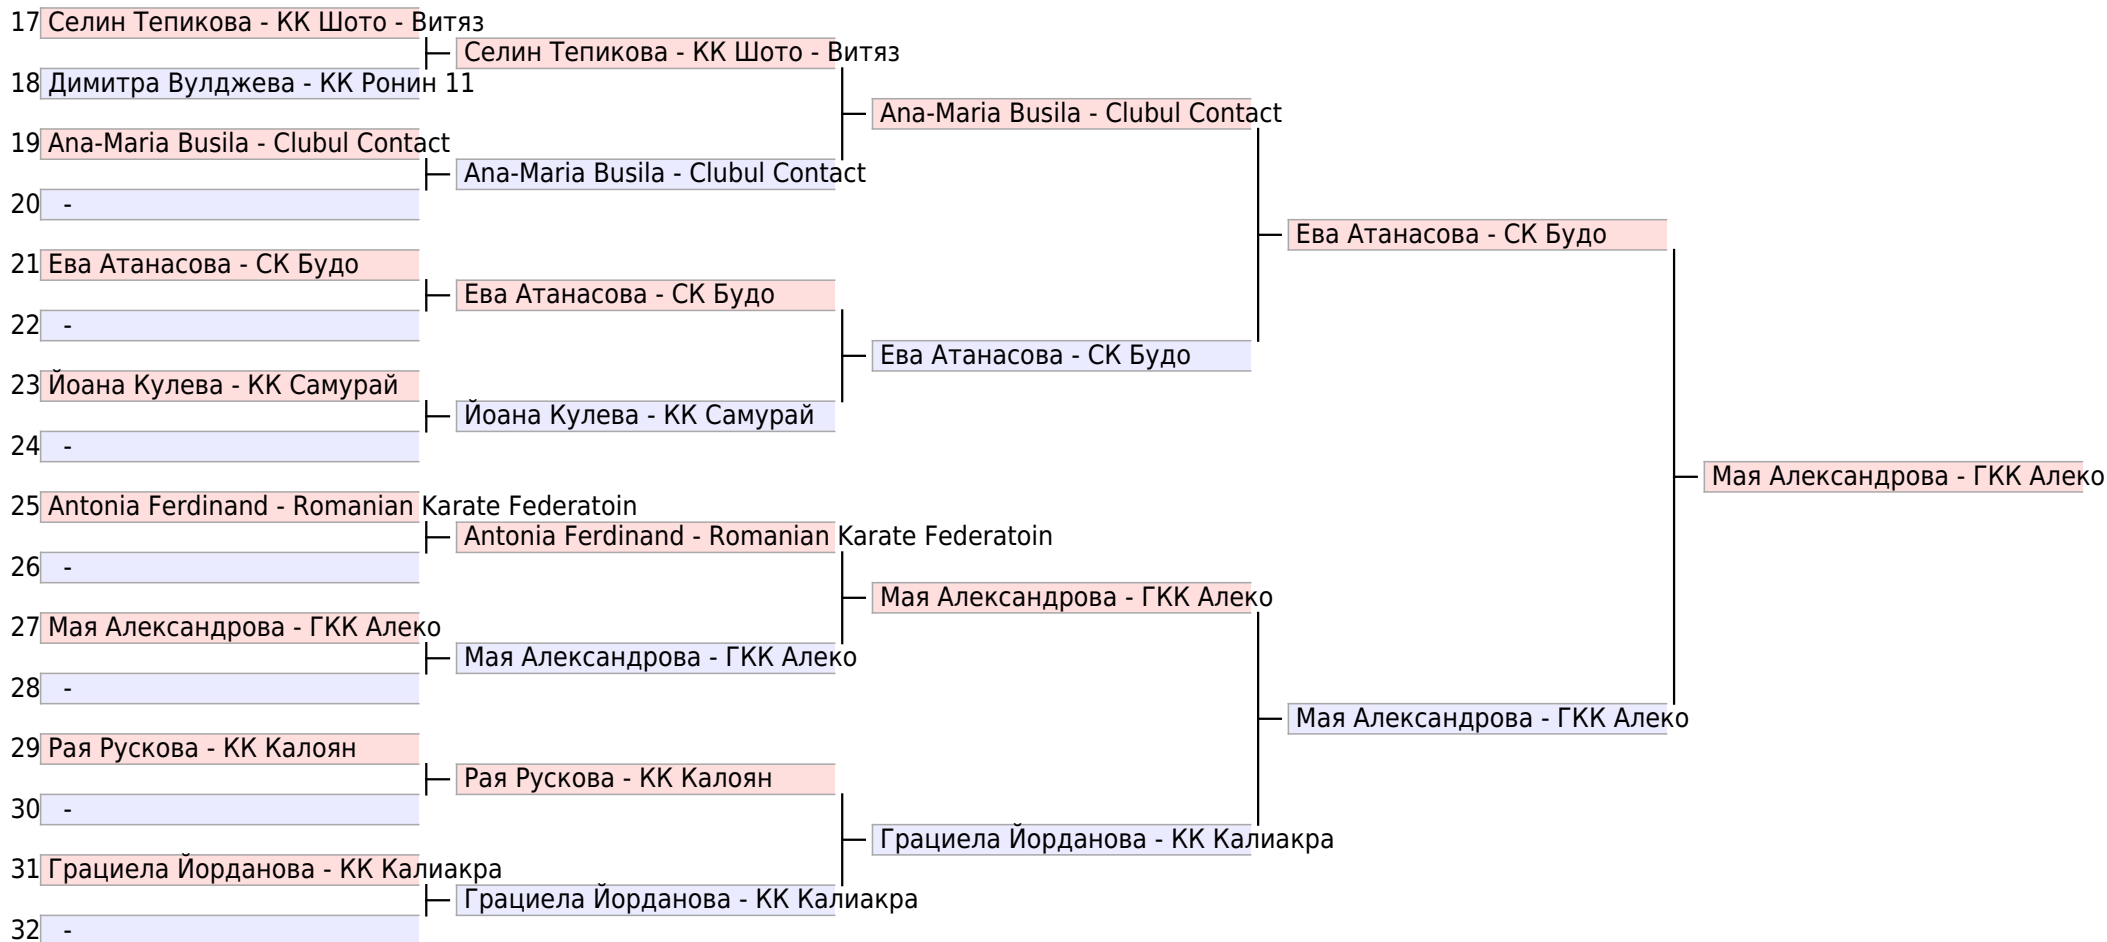 17 Селин Тепикова - КК Шото - Витяз
Селин Тепикова - КК Шото - Витяз
18 Димитра Вулджева - КК Ронин 11
Ana-Maria Busila - Clubul Contact
19 Ana-Maria Busila - Clubul Contact
Ana-Maria Busila - Clubul Contact
20 -
Ева Атанасова - СК Будо
21 Ева Атанасова - СК Будо
Ева Атанасова - СК Будо
22 -
Ева Атанасова - СК Будо
23 Йоана Кулева - КК Самурай
Йоана Кулева - КК Самурай
24 -
Мая Александрова - ГКК Алеко
25 Antonia Ferdinand - Romanian Karate Federatoin
Antonia Ferdinand - Romanian Karate Federatoin
26 -
Мая Александрова - ГКК Алеко
27 Мая Александрова - ГКК Алеко
Мая Александрова - ГКК Алеко
28 -
Мая Александрова - ГКК Алеко
29 Рая Рускова - КК Калоян
Рая Рускова - КК Калоян
30 -
Грациела Йорданова - КК Калиакра
31 Грациела Йорданова - КК Калиакра
Грациела Йорданова - КК Калиакра
32 -